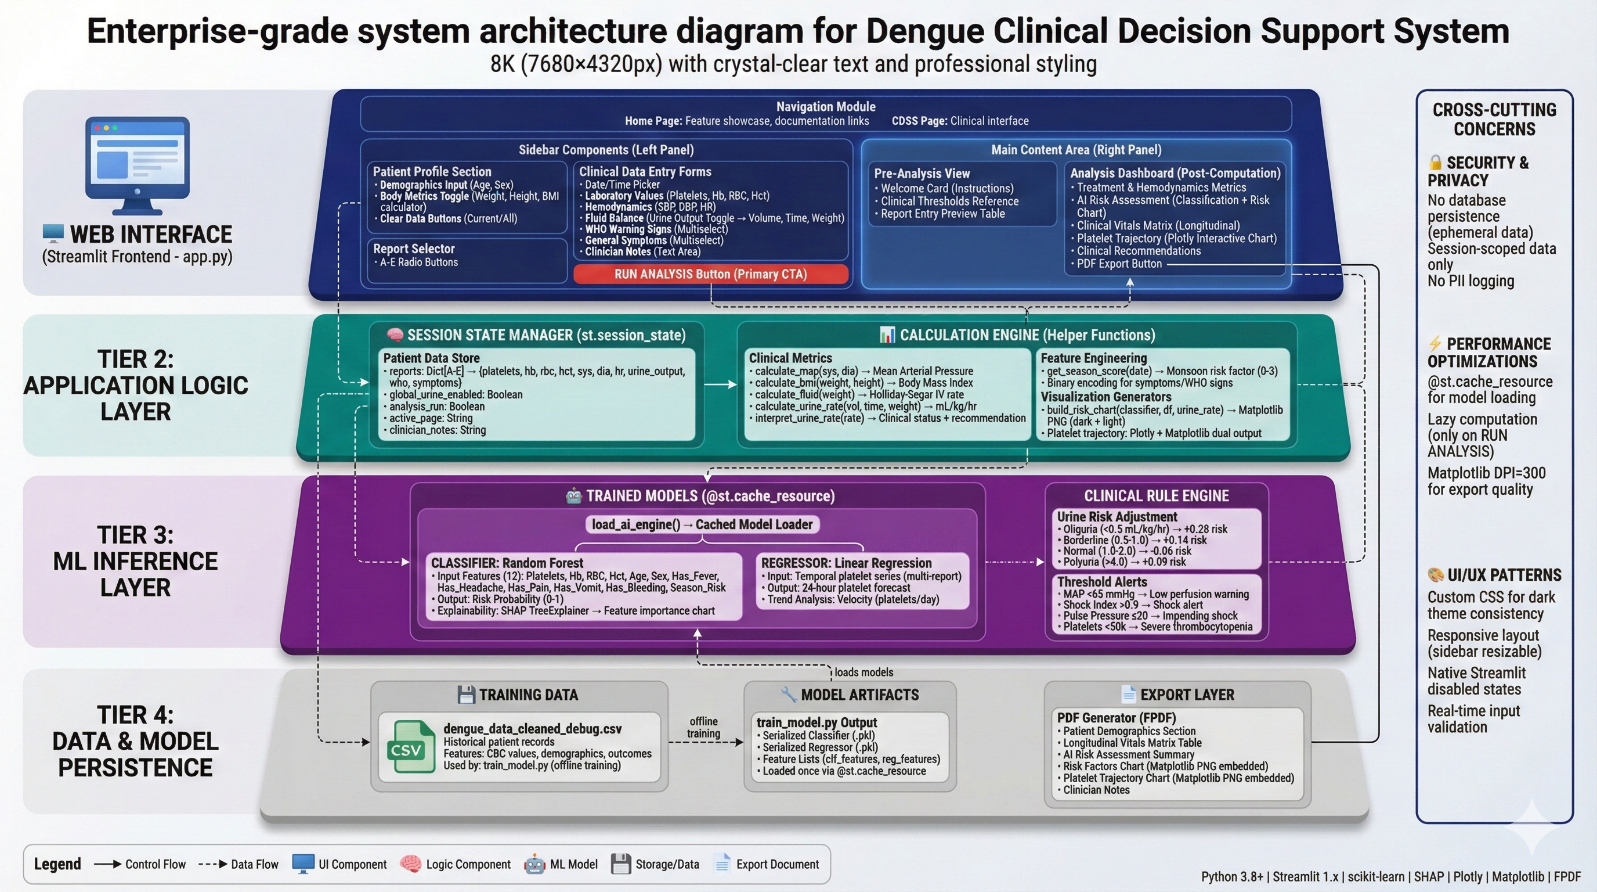 Enterprise-grade system architecture diagram for Dengue Clinical Decision Support System
8K (7680×4320px) with crystal-clear text and professional styling
WEB INTERFACE
(Streamlit Frontend - app.py)
Navigation Module
Home Page: Feature showcase, documentation links CDSS Page: Clinical interface
Sidebar Components (Left Panel)
Patient Profile Section
• Demographics Input (Age, Sex)
• Body Metrics Toggle (Weight, Height, BMI
calculator)
• Clear Data Buttons (Current/All)
Report Selector
• A-E Radio Buttons
Clinical Data Entry Forms
• Date/Time Picker
• Laboratory Values (Platelets, Hb, RBC, Hct)
• Hemodynamics (SBP, DBP, HR)
• Fluid Balance (Urine Output Toggle → Volume, Time, Weight)
• WHO Warning Signs (Multiselect)
• General Symptoms (Multiselect)
• Clinician Notes (Text Area)
RUN ANALYSIS Button (Primary CTA)
Main Content Area (Right Panel)
Pre-Analysis View
• Welcome Card (Instructions)
• Clinical Thresholds Reference
• Report Entry Preview Table
Analysis Dashboard (Post-Computation)
• Treatment & Hemodynamics Metrics
• AI Risk Assessment (Classification + Risk
Chart)
• Clinical Vitals Matrix (Longitudinal)
• Platelet Trajectory (Plotly Interactive Chart)
• Clinical Recommendations
• PDF Export Button
TIER 2:
APPLICATION LOGIC
LAYER
SESSION STATE MANAGER (st.session_state)
Patient Data Store
• reports: Dict[A-E] → {platelets, hb, rbc, hct, sys, dia, hr, urine_output,
who, symptoms}
• global_urine_enabled: Boolean
• analysis_run: Boolean
• active_page: String
• clinician_notes: String
CALCULATION ENGINE (Helper Functions)
Clinical Metrics
• calculate_map(sys, dia) → Mean Arterial Pressure
• calculate_bmi(weight, height) → Body Mass Index
• calculate_fluid(weight) → Holliday-Segar IV rate
• calculate_urine_rate(vol, time, weight) → mL/kg/hr
• interpret_urine_rate(rate) → Clinical status + recommendation
Feature Engineering
• get_season_score(date) → Monsoon risk factor (0-3)
• Binary encoding for symptoms/WHO signs
Visualization Generators
• build_risk_chart(classifier, df, urine_rate) → Matplotlib
PNG (dark + light)
• Platelet trajectory: Plotly + Matplotlib dual output
TIER 3:
ML INFERENCE
LAYER
TRAINED MODELS (@st.cache_resource)
load_ai_engine() → Cached Model Loader
CLASSIFIER: Random Forest
• Input Features (12): Platelets, Hb, RBC, Hct, Age, Sex, Has_Fever,
Has_Headache, Has_Pain, Has_Vomit, Has_Bleeding, Season_Risk
• Output: Risk Probability (0-1)
• Explainability: SHAP TreeExplainer → Feature importance chart
REGRESSOR: Linear Regression
• Input: Temporal platelet series (multi-report)
• Output: 24-hour platelet forecast
• Trend Analysis: Velocity (platelets/day)
CLINICAL RULE ENGINE
Urine Risk Adjustment
• Oliguria (<0.5 mL/kg/hr) → +0.28 risk
• Borderline (0.5-1.0) → +0.14 risk
• Normal (1.0-2.0) → -0.06 risk
• Polyuria (>4.0) → +0.09 risk
Threshold Alerts
• MAP <65 mmHg → Low perfusion warning
• Shock Index >0.9 → Shock alert
• Pulse Pressure ≤20 → Impending shock
• Platelets <50k → Severe thrombocytopenia
TIER 4:
DATA & MODEL
PERSISTENCE
TRAINING DATA
CSV
dengue_data_cleaned_debug.csv
Historical patient records
Features: CBC values, demographics, outcomes
Used by: train_model.py (offline training)
offline
training
loads models
MODEL ARTIFACTS
train_model.py Output
• Serialized Classifier (.pkl)
• Serialized Regressor (.pkl)
• Feature Lists (clf_features, reg_features)
• Loaded once via @st.cache_resource
EXPORT LAYER
PDF Generator (FPDF)
• Patient Demographics Section
• Longitudinal Vitals Matrix Table
• AI Risk Assessment Summary
• Risk Factors Chart (Matplotlib PNG embedded)
• Platelet Trajectory Chart (Matplotlib PNG embedded)
• Clinician Notes
CROSS-CUTTING
CONCERNS
SECURITY &
PRIVACY
No database
persistence
(ephemeral data)
Session-scoped data
only
No PII logging
PERFORMANCE
OPTIMIZATIONS
@st.cache_resource
for model loading
Lazy computation
(only on RUN
ANALYSIS)
Matplotlib DPI=300
for export quality
UI/UX PATTERNS
Custom CSS for dark
theme consistency
Responsive layout
(sidebar resizable)
Native Streamlit
disabled states
Real-time input
validation
Legend Control Flow Data Flow UI Component Logic Component ML Model Storage/Data Export Document
Python 3.8+ | Streamlit 1.x | scikit-learn | SHAP | Plotly | Matplotlib | FPDF